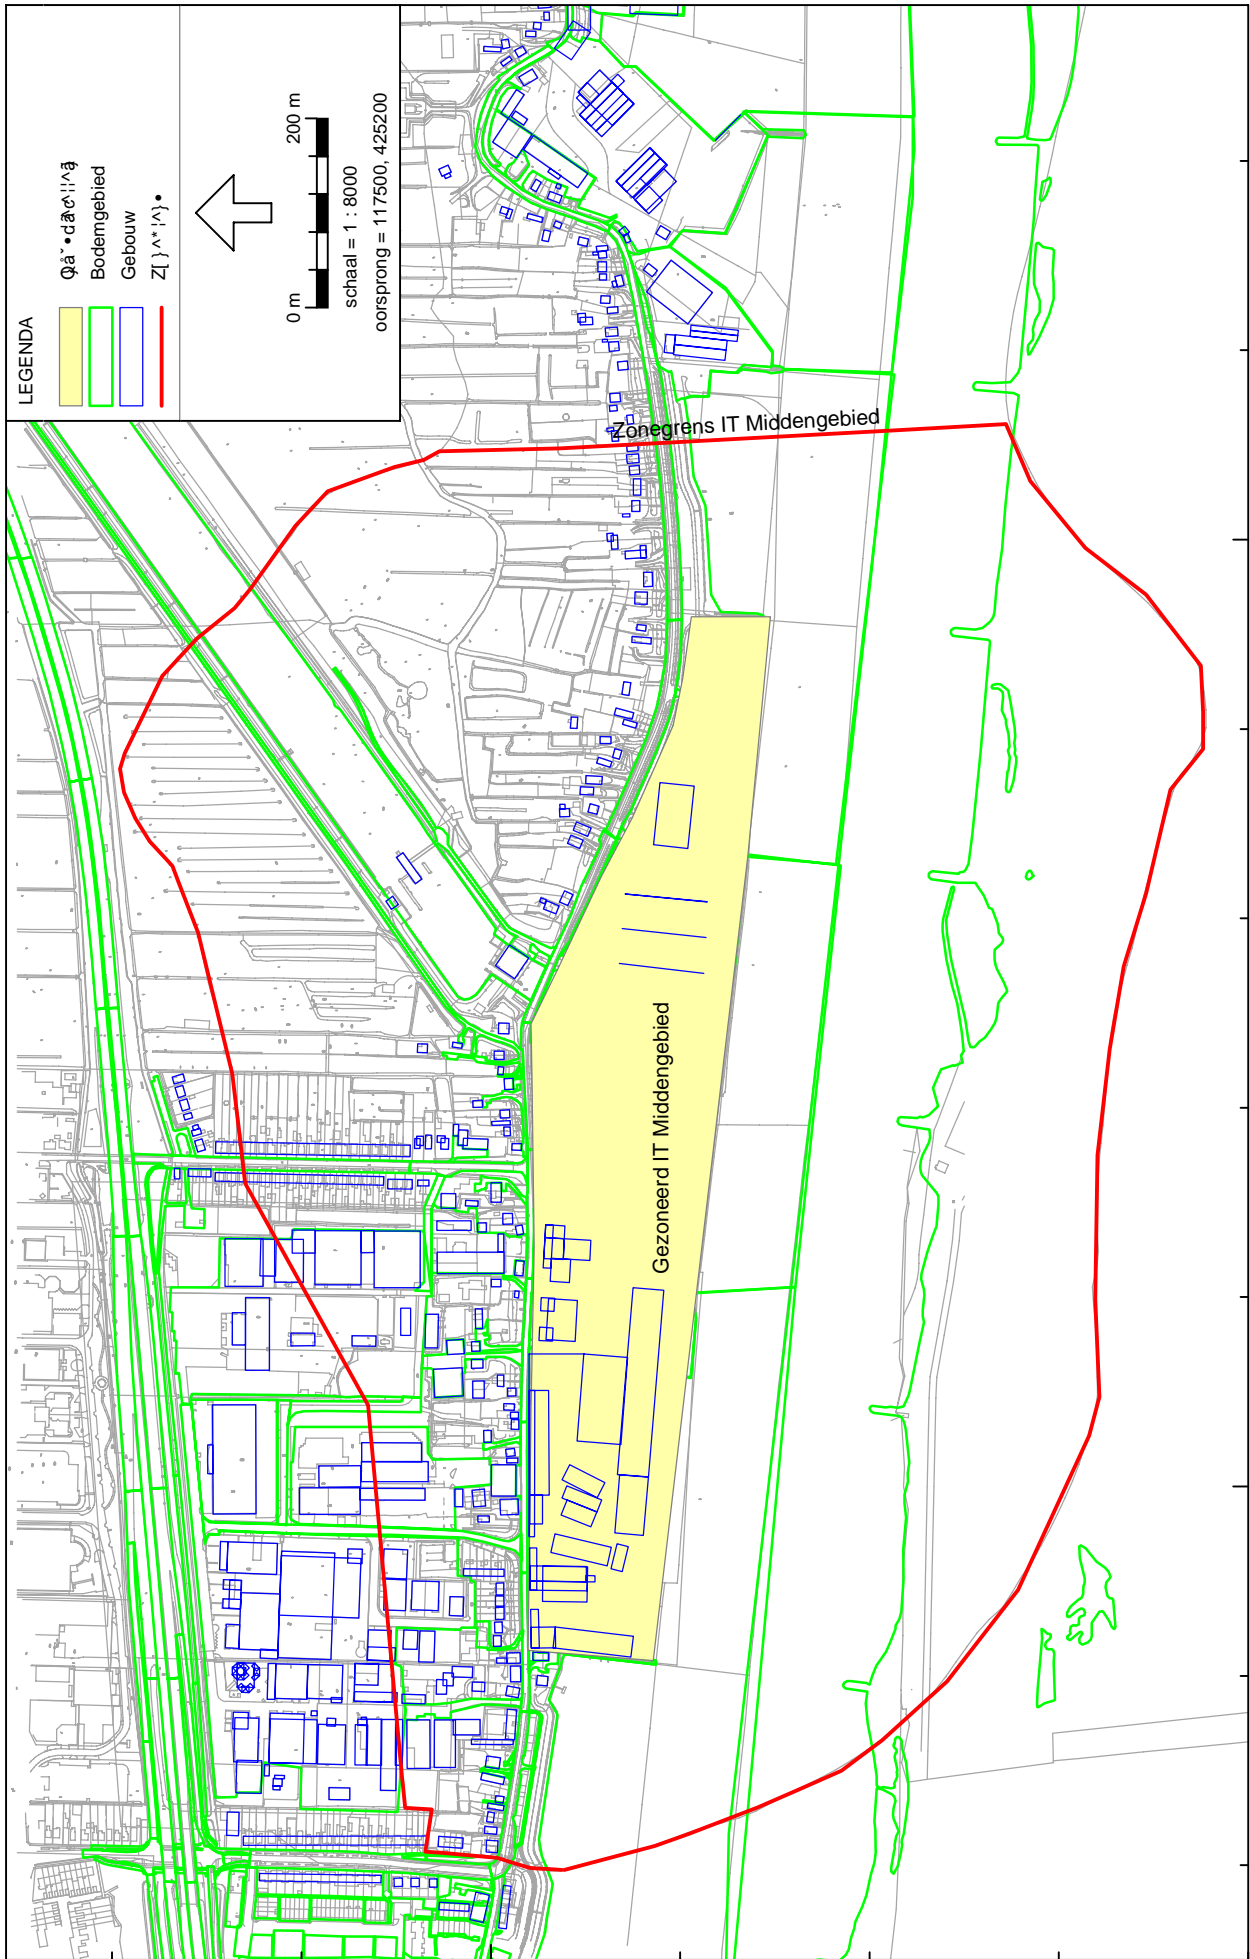 LEGENDA
Bodemgebied
Gebouw
0 m 200 m
schaal = 1 : 8000
oorsprong = 117500, 425200
Zonegrens IT Middengebied
Gezoneerd IT Middengebied